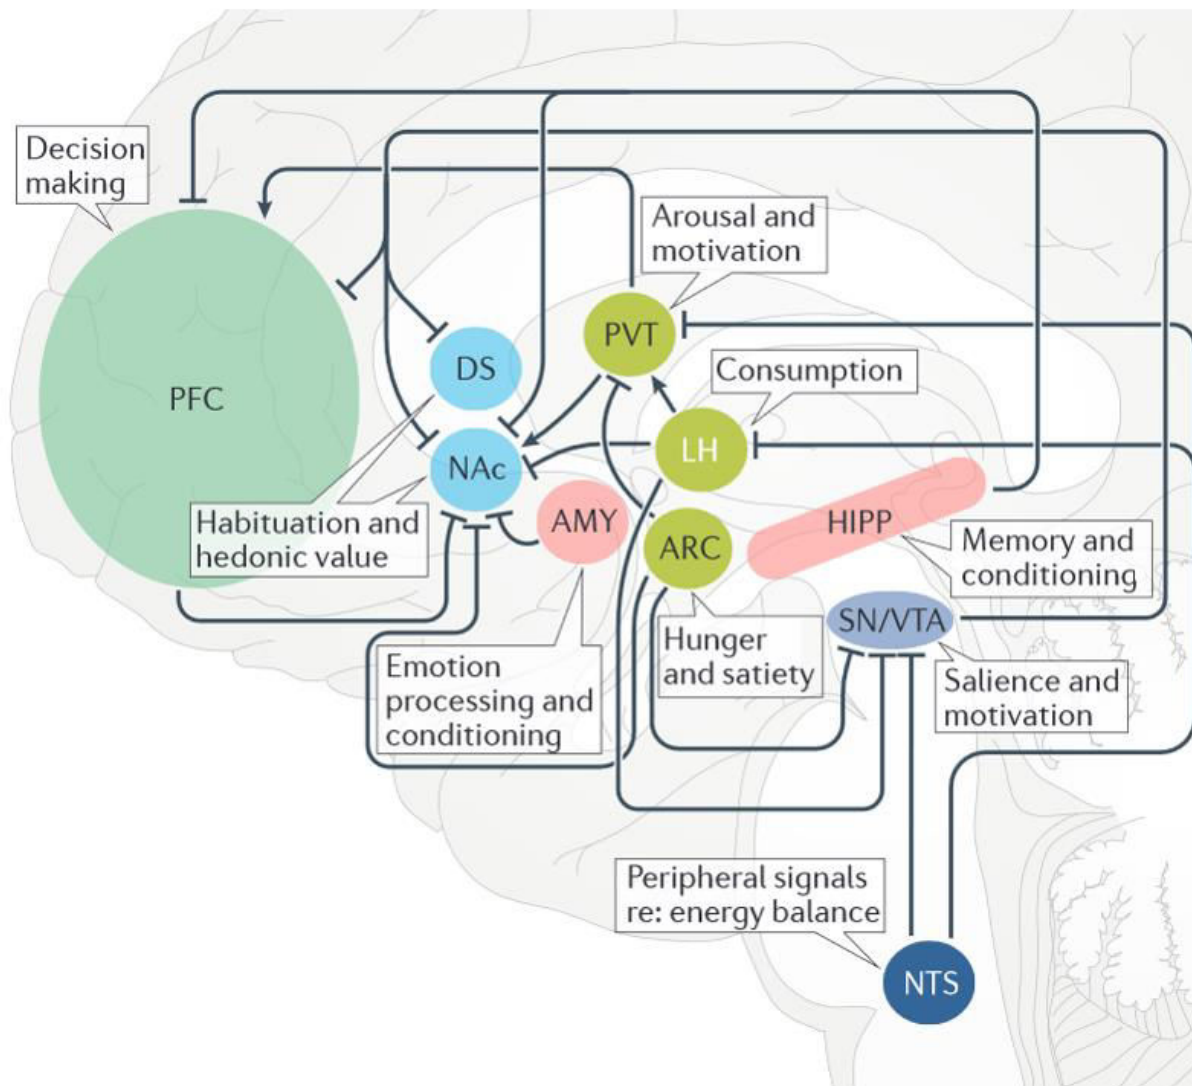 Decision
making
Arousal and
motivation
PVT
DS
Consumption
PFC
LH
NAc
Habituation and
hedonic value
AMY
ARC
HIPP
Memory and
conditioning
SN/VTA
Hunger
and satiety
Emotion
processing and
conditioning
Salience and
motivation
Peripheral signals
re: energy balance
NTS